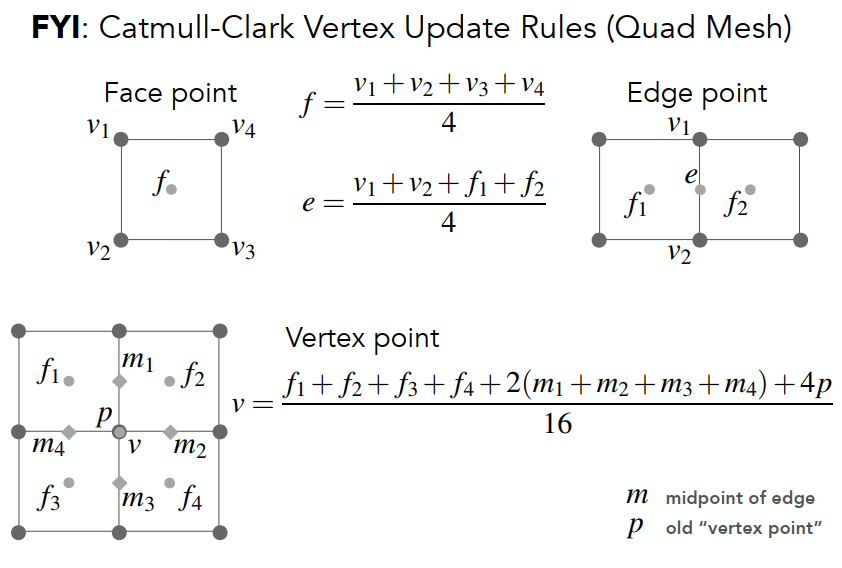 FYI: Catmull-Clark Vertex Update Rules (Quad Mesh)
Face point
v₁ v₄
f
v₂ v₃
f = (v₁ + v₂ + v₃ + v₄) / 4
e = (v₁ + v₂ + f₁ + f₂) / 4
Edge point
v₁
e
f₁ f₂
v₂
f₁ m₁ f₂
p
m₄ v m₂
f₃ m₃ f₄
Vertex point
v = (f₁ + f₂ + f₃ + f₄ + 2(m₁ + m₂ + m₃ + m₄) + 4p) / 16
m midpoint of edge
p old “vertex point”